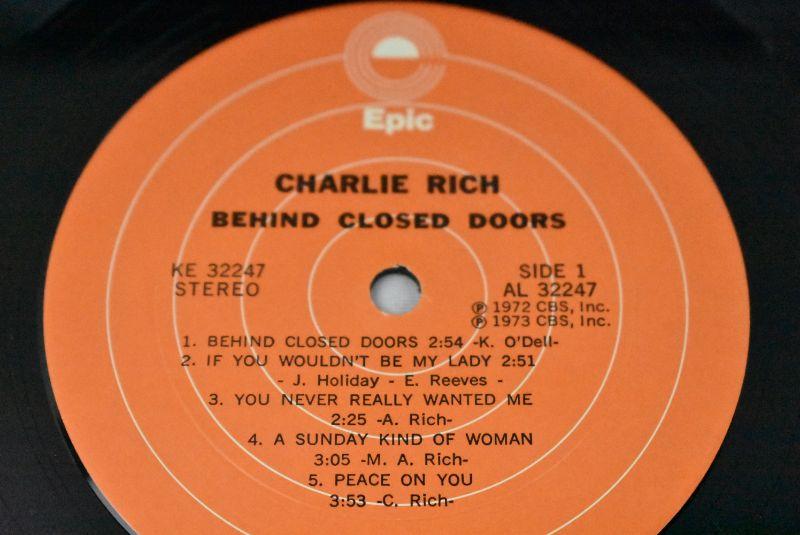 Epic
CHARLIE RICH
BEHIND CLOSED DOORS
KE 32247
STEREO
SIDE 1
AL 32247
Ⓟ 1972 CBS, Inc.
Ⓟ 1973 CBS, Inc.
1. BEHIND CLOSED DOORS 2:54 -K. O'Dell-
2. IF YOU WOULDN'T BE MY LADY 2:51
- J. Holiday - E. Reeves -
3. YOU NEVER REALLY WANTED ME
2:25 -A. Rich-
4. A SUNDAY KIND OF WOMAN
3:05 -M. A. Rich-
5. PEACE ON YOU
3:53 -C. Rich-